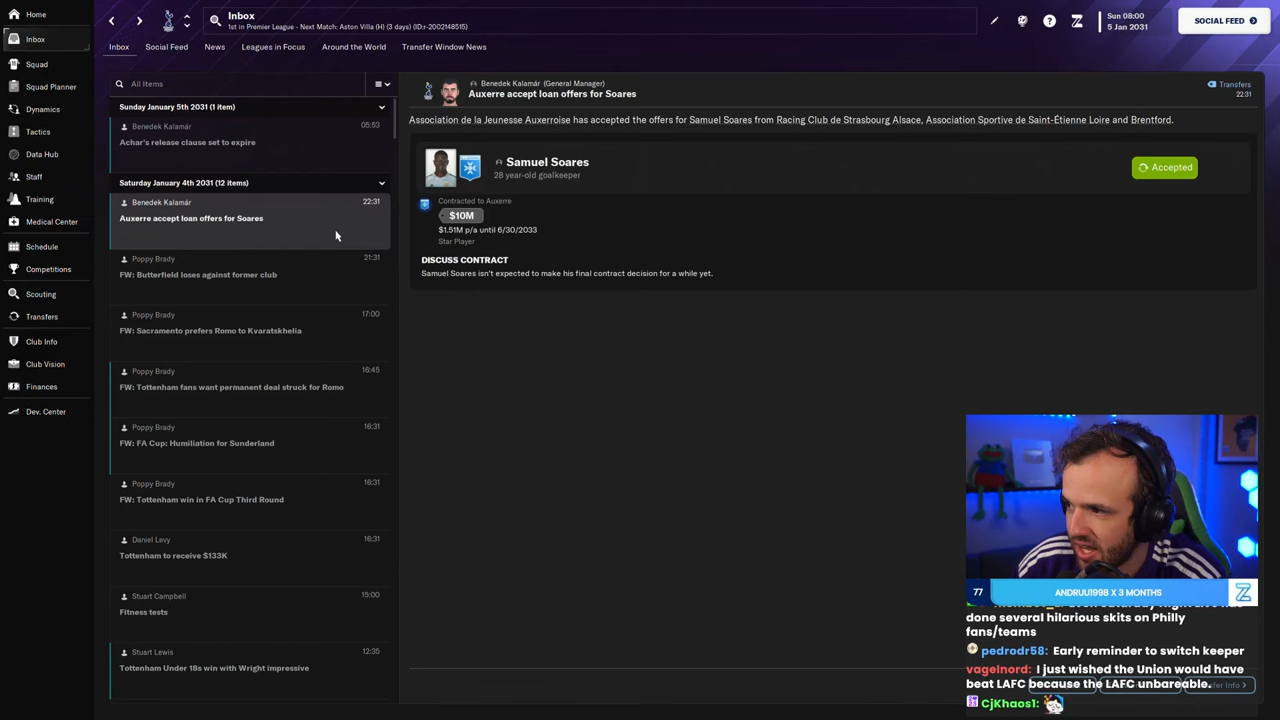 Home
Inbox
Squad
Squad Planner
Dynamics
Tactics
Data Hub
Staff
Training
Medical Center
Schedule
Competitions
Scouting
Transfers
Club Info
Club Vision
Finances
Dev. Center
Inbox
1st in Premier League - Next Match: Aston Villa (H) (3 days) (ID:r-2002148515)
Sun 08:00
5 Jan 2031
SOCIAL FEED
Inbox
Social Feed
News
Leagues in Focus
Around the World
Transfer Window News
All Items
Sunday January 5th 2031 (1 item)
Benedek Kalamár 05:53
Achar's release clause set to expire
Saturday January 4th 2031 (12 items)
Benedek Kalamár 22:31
Auxerre accept loan offers for Soares
Poppy Brady 21:31
FW: Butterfield loses against former club
Poppy Brady 17:00
FW: Sacramento prefers Romo to Kvaratskhelia
Poppy Brady 16:45
FW: Tottenham fans want permanent deal struck for Romo
Poppy Brady 16:31
FW: FA Cup: Humiliation for Sunderland
Poppy Brady 16:31
FW: Tottenham win in FA Cup Third Round
Daniel Levy 16:31
Tottenham to receive $133K
Stuart Campbell 15:00
Fitness tests
Stuart Lewis 12:35
Tottenham Under 18s win with Wright impressive
Benedek Kalamár (General Manager)
Auxerre accept loan offers for Soares
Transfers
22:31
Association de la Jeunesse Auxerroise has accepted the offers for Samuel Soares from Racing Club de Strasbourg Alsace, Association Sportive de Saint-Étienne Loire and Brentford.
Samuel Soares
28 year-old goalkeeper
Accepted
Contracted to Auxerre
$10M
$1.51M p/a until 6/30/2033
Star Player
DISCUSS CONTRACT
Samuel Soares isn't expected to make his final contract decision for a while yet.
77
ANDRUU1998 X 3 MONTHS
done several hilarious skits on Philly
fans/teams
pedrodr58: Early reminder to switch keeper
vagelnord: I just wished the Union would have
beat LAFC because the LAFC unbareable.
CjKhaos1: